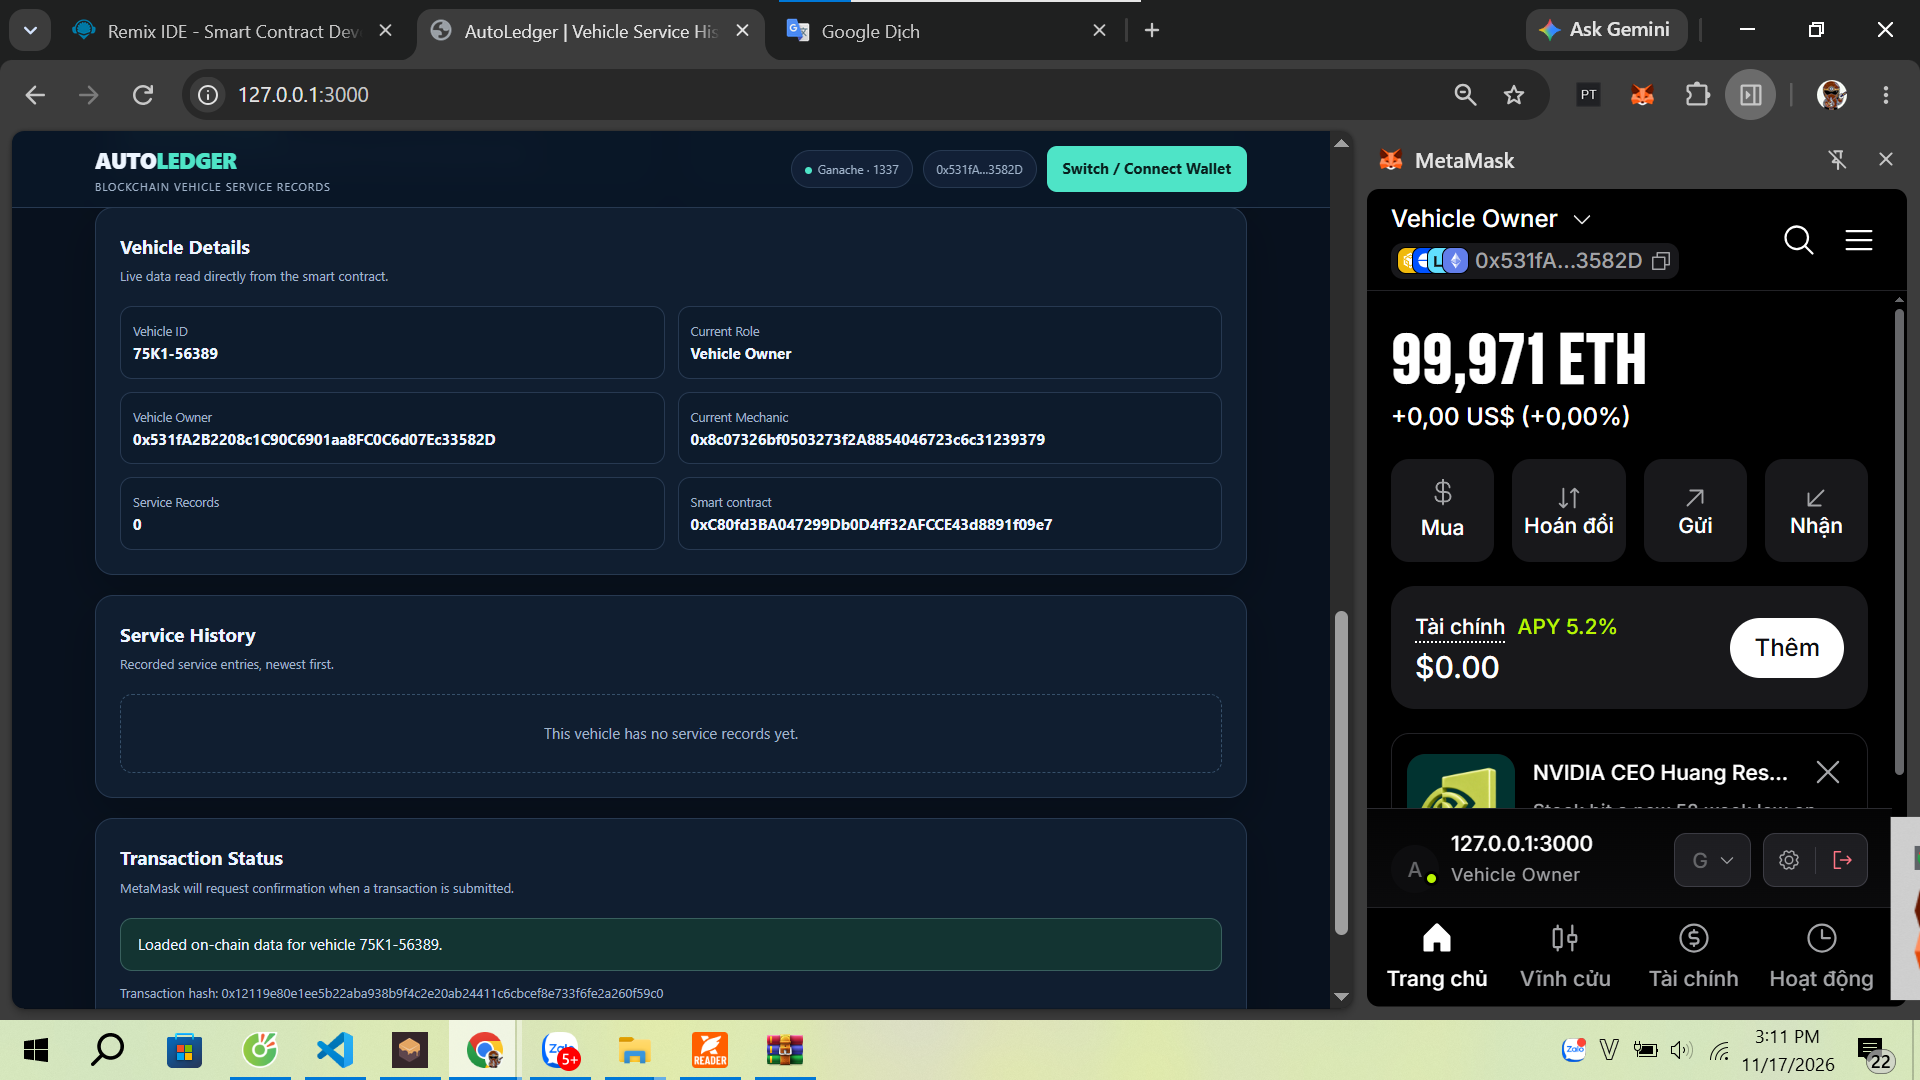 Remix IDE - Smart Contract Dev
AutoLedger | Vehicle Service His
Google Dịch
Ask Gemini
127.0.0.1:3000
PT
AUTOLEDGER
BLOCKCHAIN VEHICLE SERVICE RECORDS
Ganache · 1337
0x531fA...3582D
Switch / Connect Wallet
Vehicle Details
Live data read directly from the smart contract.
Vehicle ID
75K1-56389
Current Role
Vehicle Owner
Vehicle Owner
0x531fA2B2208c1C90C6901aa8FC0C6d07Ec33582D
Current Mechanic
0x8c07326bf0503273f2A8854046723c6c31239379
Service Records
0
Smart contract
0xC80fd3BA047299Db0D4ff32AFCCE43d8891f09e7
Service History
Recorded service entries, newest first.
This vehicle has no service records yet.
Transaction Status
MetaMask will request confirmation when a transaction is submitted.
Loaded on-chain data for vehicle 75K1-56389.
Transaction hash: 0x12119e80e1ee5b22aba938b9f4c2e20ab24411c6cbcef8e733f6fe2a260f59c0
MetaMask
Vehicle Owner
0x531fA...3582D
99,971 ETH
+0,00 US$ (+0,00%)
Mua
Hoán đổi
Gửi
Nhận
Tài chính APY 5.2%
$0.00
Thêm
NVIDIA CEO Huang Res...
A
127.0.0.1:3000
Vehicle Owner
G
Trang chủ
Vĩnh cửu
Tài chính
Hoạt động
Zalo
5+
READER
Zalo
V
3:11 PM
11/17/2026
22